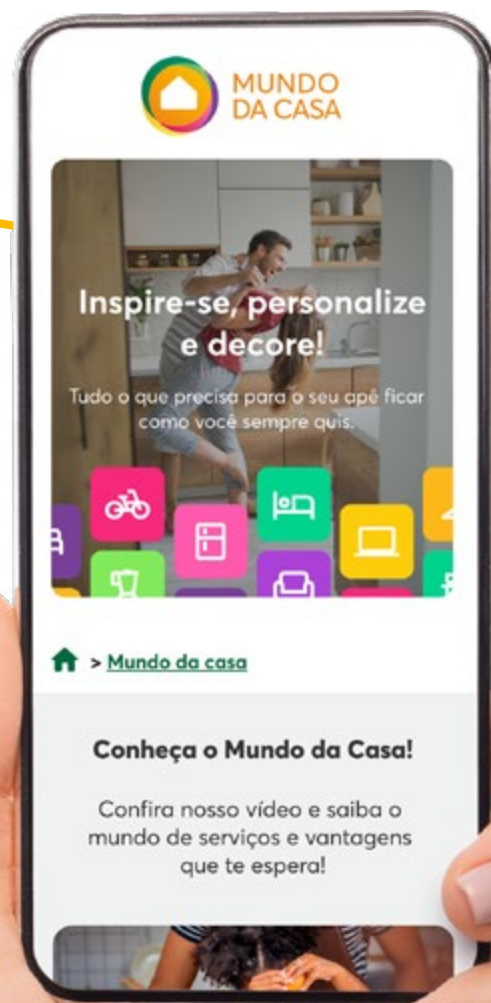 MUNDO
DA CASA
Inspire-se, personalize
e decore!
Tudo o que precisa para o seu apê ficar
como você sempre quis.
> Mundo da casa
Conheça o Mundo da Casa!
Confira nosso vídeo e saiba o
mundo de serviços e vantagens
que te espera!